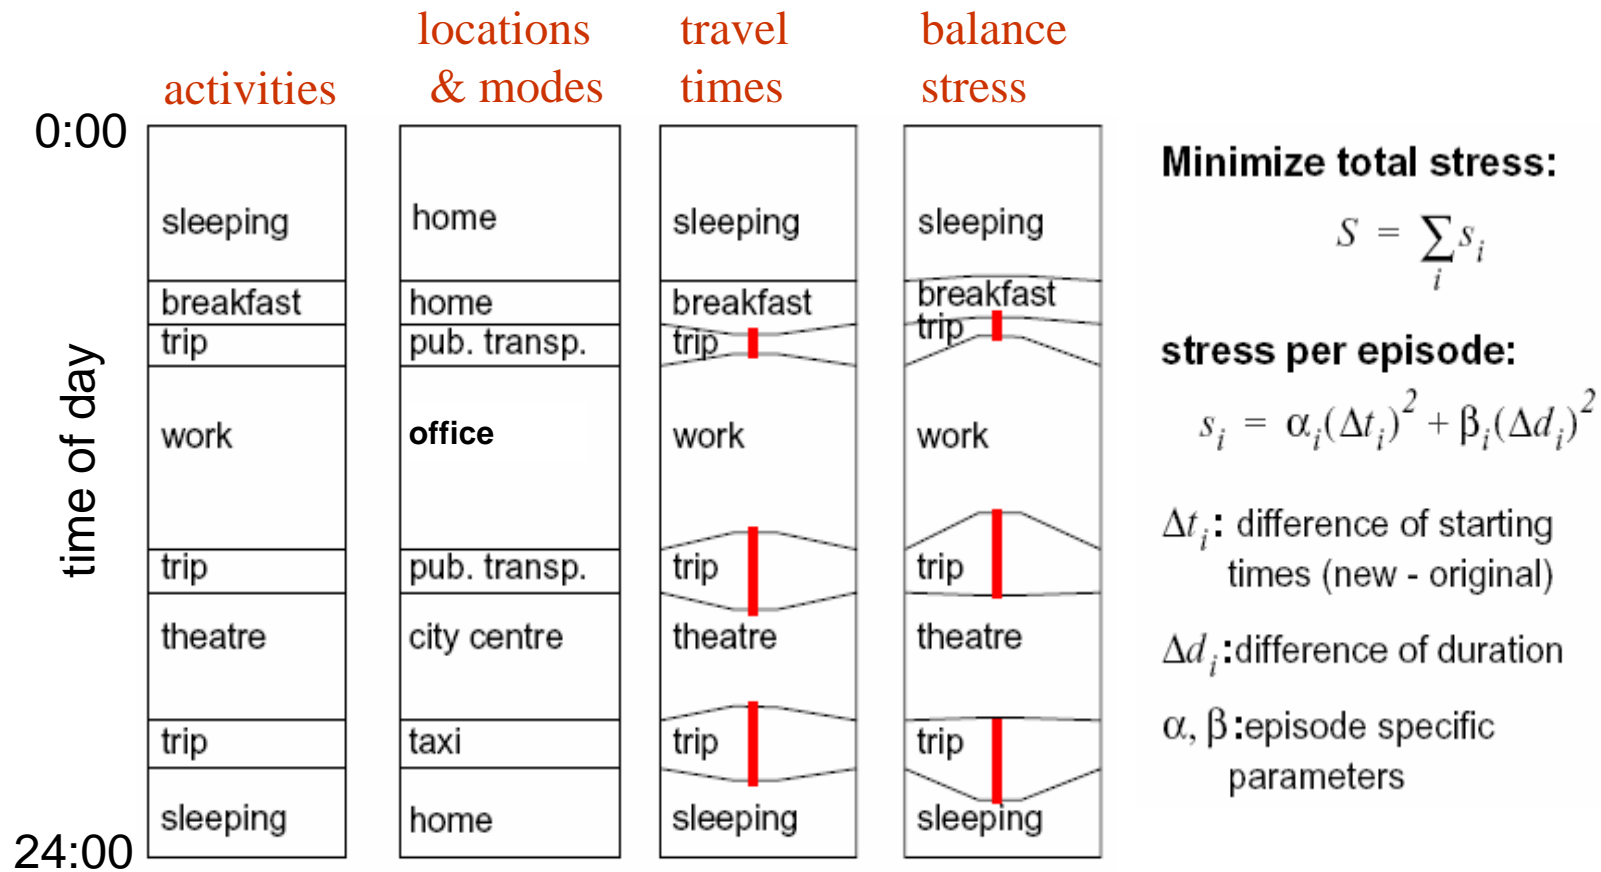 activities
locations
& modes
travel
times
balance
stress
0:00
24:00
time of day
sleeping
breakfast
trip
work
trip
theatre
trip
sleeping
home
home
pub. transp.
office
pub. transp.
city centre
taxi
home
sleeping
breakfast
trip
work
trip
theatre
trip
sleeping
sleeping
breakfast
trip
work
trip
theatre
trip
sleeping
Minimize total stress:
S = ∑ᵢ sᵢ
stress per episode:
sᵢ = αᵢ(Δtᵢ)² + βᵢ(Δdᵢ)²
Δtᵢ: difference of starting
times (new - original)
Δdᵢ:difference of duration
α, β:episode specific
parameters